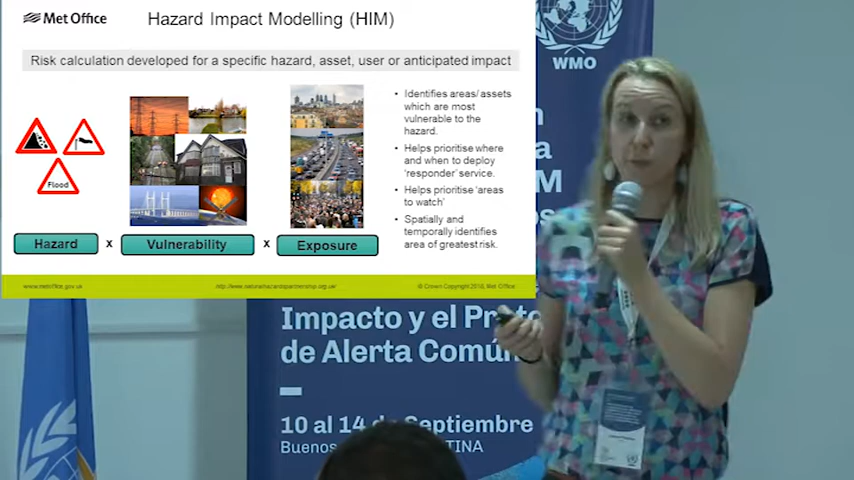 Met Office
Hazard Impact Modelling (HIM)
Risk calculation developed for a specific hazard, asset, user or anticipated impact
• Identifies areas/ assets
which are most
vulnerable to the
hazard.
• Helps prioritise where
and when to deploy
'responder' service.
• Helps prioritise 'areas
to watch'
• Spatially and
temporally identifies
area of greatest risk.
Flood
Hazard x Vulnerability x Exposure
www.metoffice.gov.uk
http://www.naturalhazardspartnership.org.uk/
© Crown Copyright 2018, Met Office
WMO
Impacto y el
de Alerta Común
10 al 14 de Septiembre
Buenos